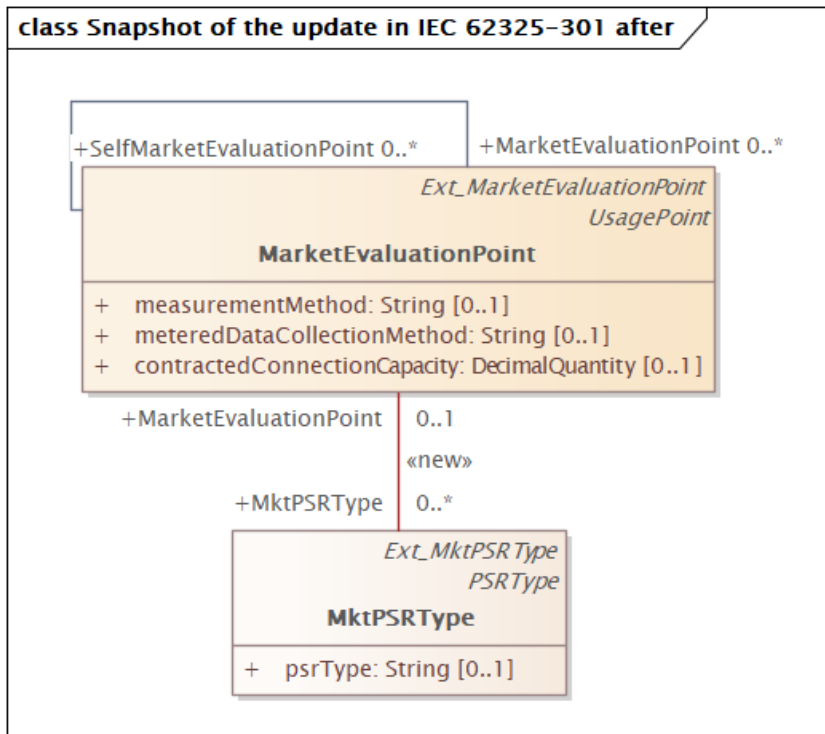 class Snapshot of the update in IEC 62325-301 after
+SelfMarketEvaluationPoint 0..*
+MarketEvaluationPoint 0..*
Ext_MarketEvaluationPoint
UsagePoint
MarketEvaluationPoint
+ measurementMethod: String [0..1]
+ meteredDataCollectionMethod: String [0..1]
+ contractedConnectionCapacity: DecimalQuantity [0..1]
+MarketEvaluationPoint 0..1
«new»
+MktPSRType 0..*
Ext_MktPSRType
PSRType
MktPSRType
+ psrType: String [0..1]